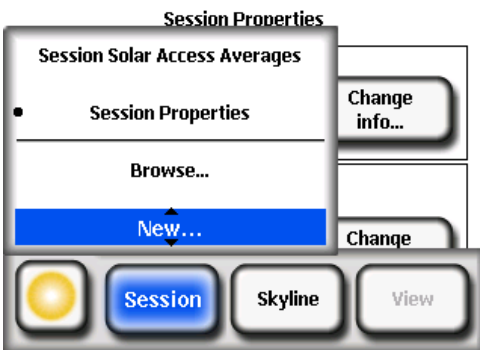 Session Properties
Session Solar Access Averages
Session Properties
Change
info...
Browse...
New...
Change
Session
Skyline
View